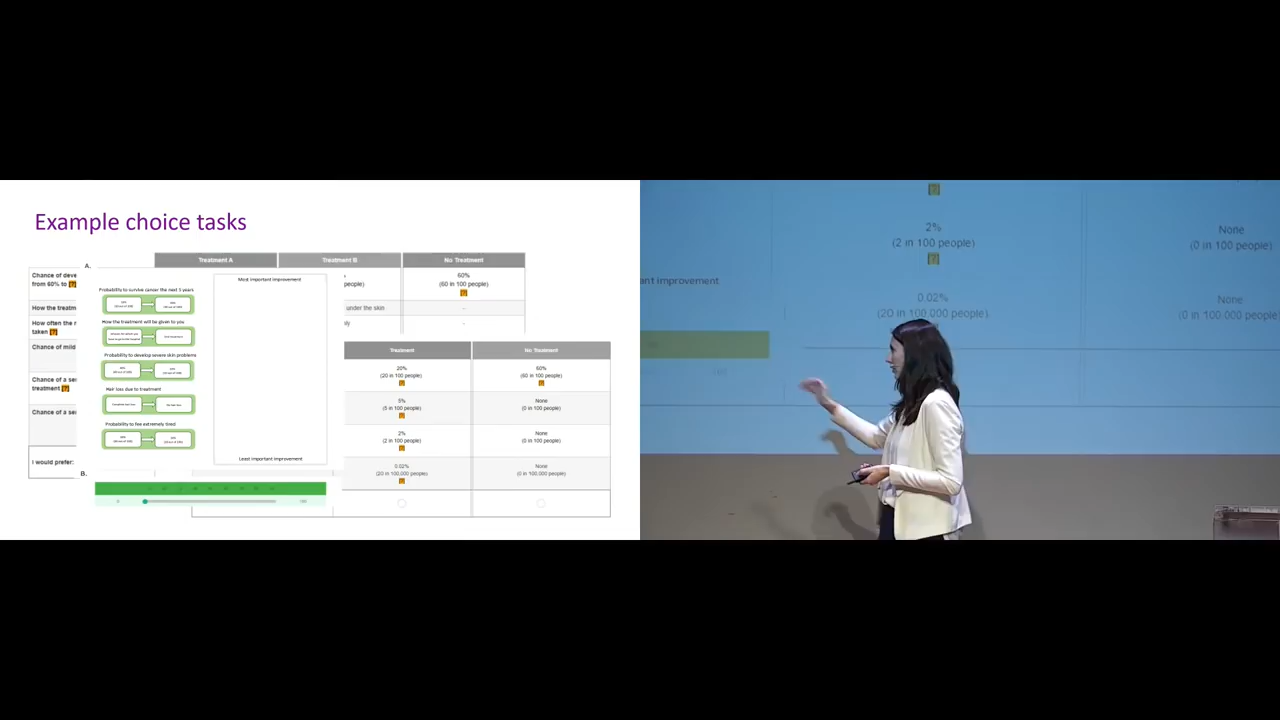 Example choice tasks
Treatment A
Treatment B
No Treatment
A.
Chance of deve
from 60% to [?]
60%
(60 in 100 people)
[?]
people)
How the treatm
under the skin
-
How often the
taken [?]
-
Chance of mild
Chance of a se
treatment [?]
Chance of a se
I would prefer:
Most important improvement
Probability to survive cancer the next 5 years
How the treatment will be given to you
Probability to develop severe skin problems
Hair loss due to treatment
Probability to fee extremely tired
Least important improvement
B.
0
100
Treatment
No Treatment
20%
(20 in 100 people)
[?]
60%
(60 in 100 people)
[?]
5%
(5 in 100 people)
[?]
None
(0 in 100 people)
2%
(2 in 100 people)
[?]
None
(0 in 100 people)
0.02%
(20 in 100,000 people)
[?]
None
(0 in 100,000 people)
[?]
2%
(2 in 100 people)
[?]
None
(0 in 100 people)
ant improvement
0.02%
(20 in 100,000 people)
None
(0 in 100 000 people
100